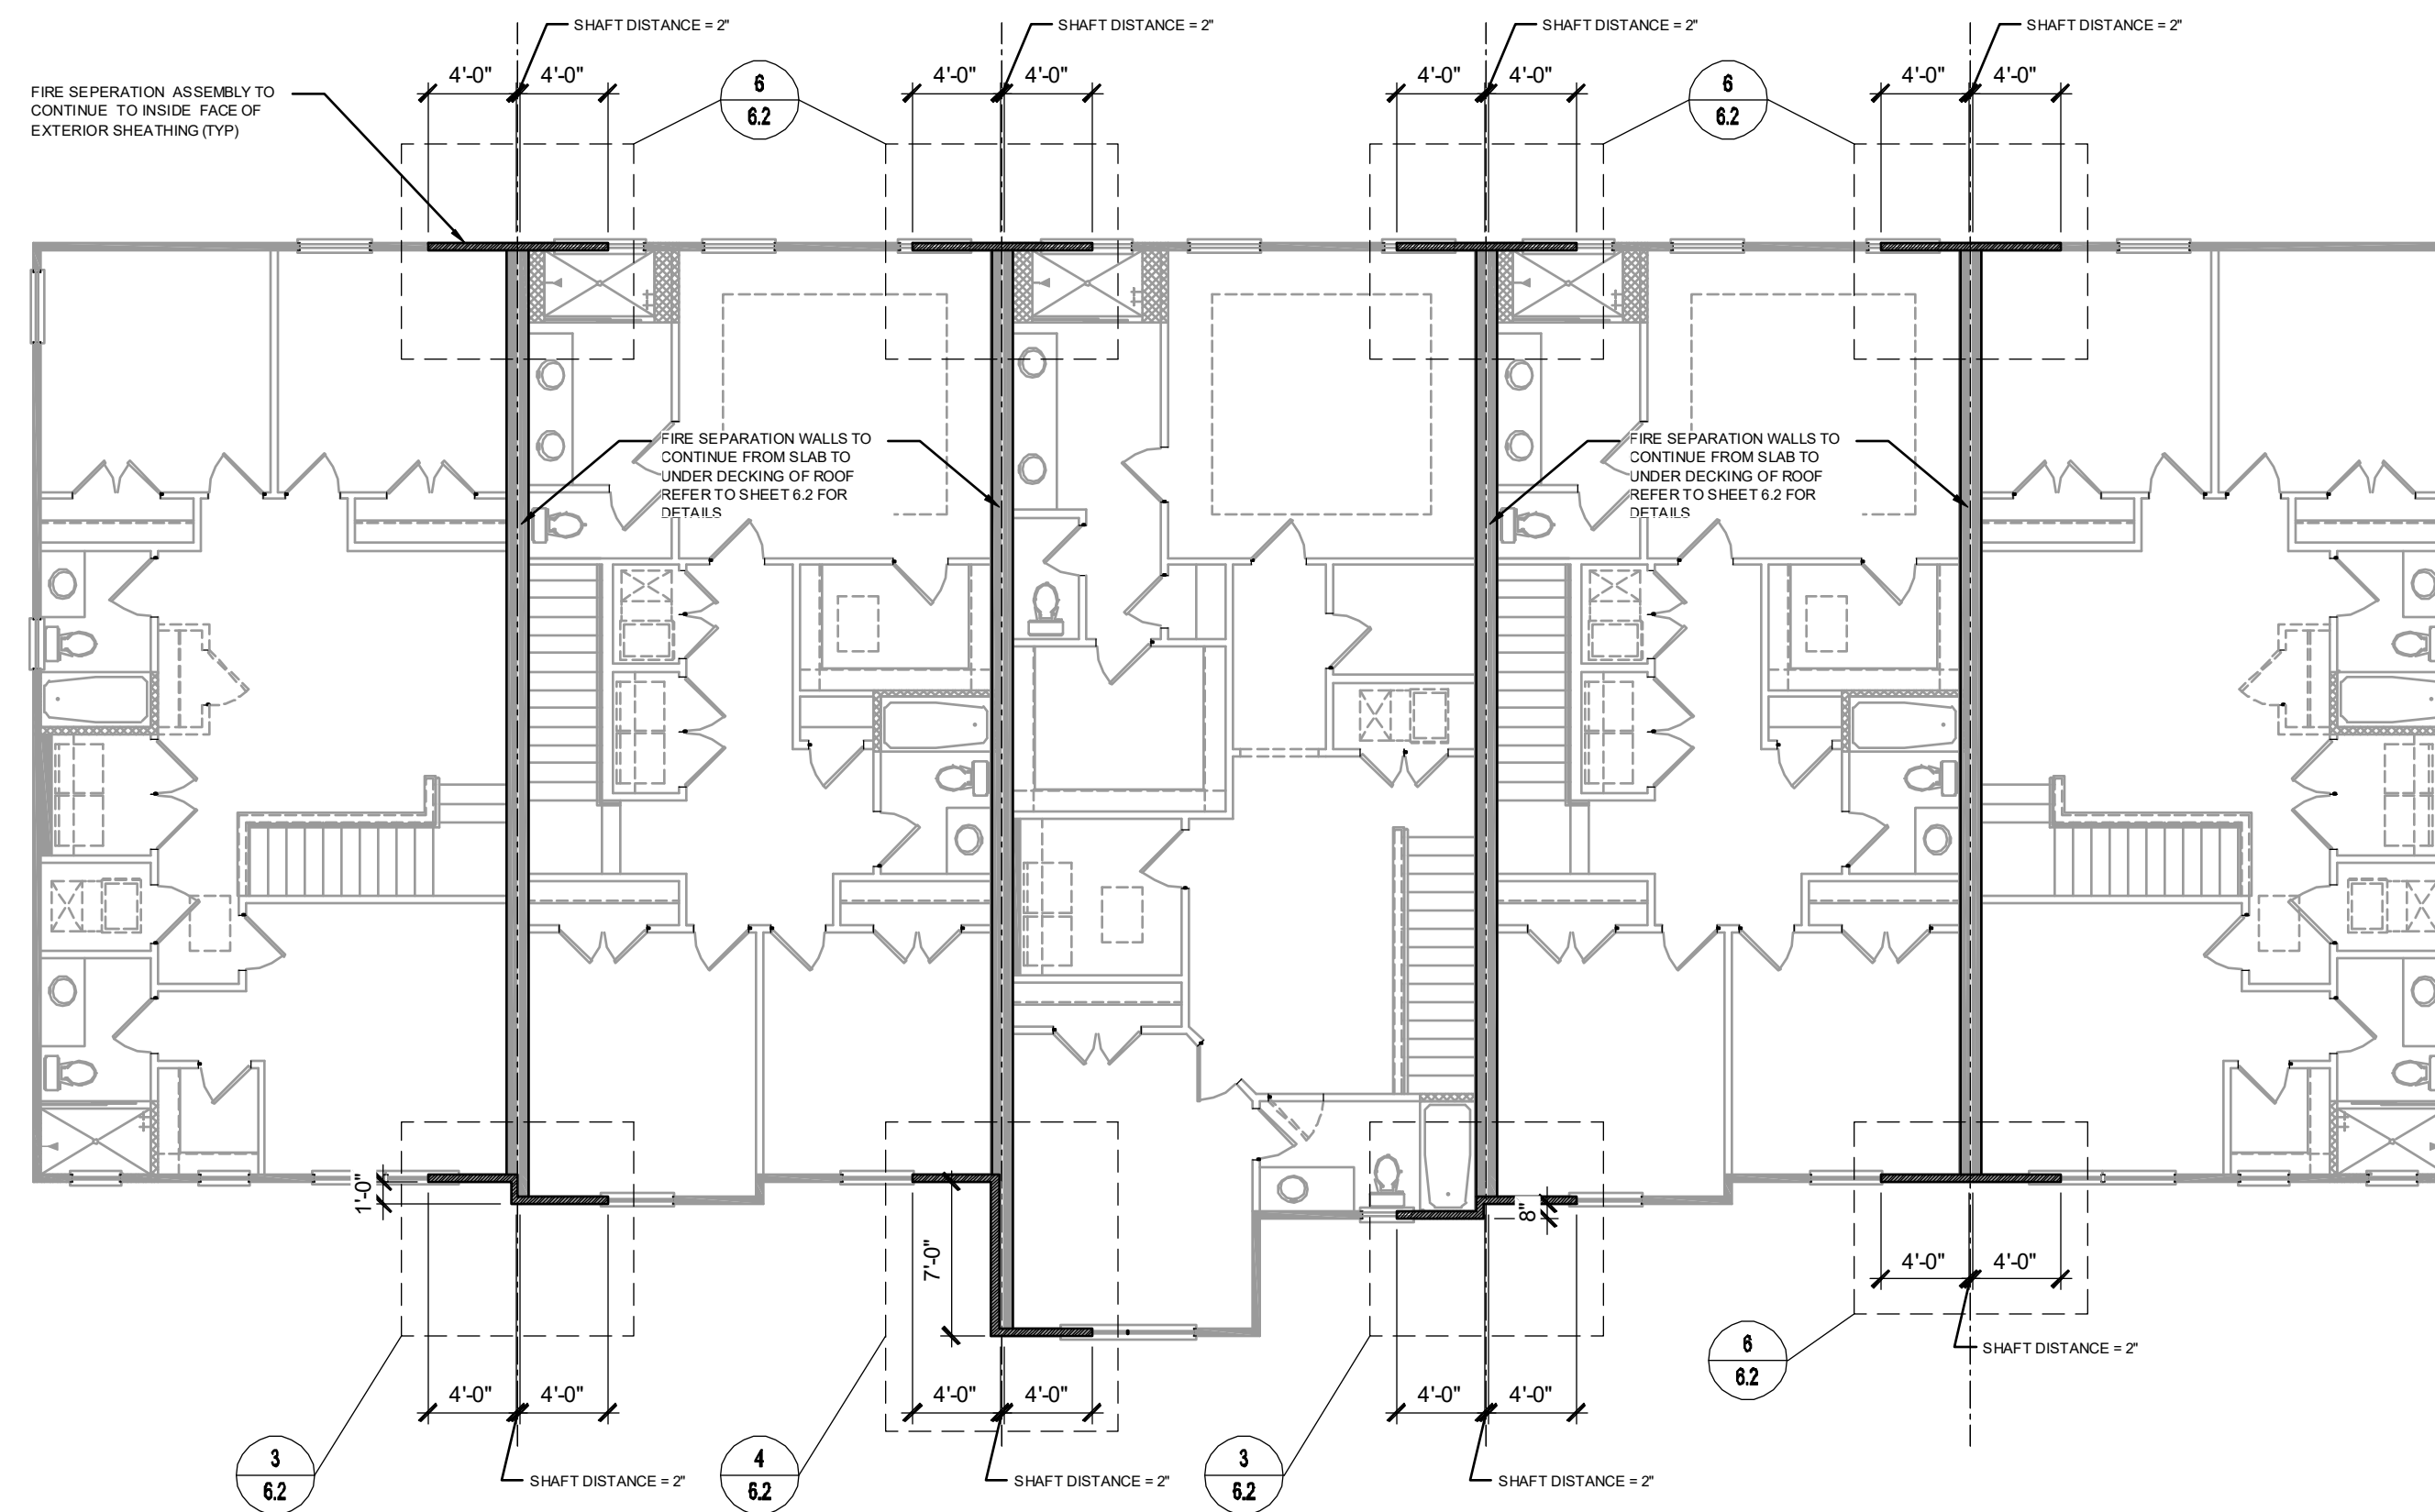 SHAFT DISTANCE = 2"
SHAFT DISTANCE = 2"
SHAFT DISTANCE = 2"
SHAFT DISTANCE = 2"
4'-0" 4'-0"
4'-0" 4'-0"
4'-0" 4'-0"
4'-0" 4'-0"
FIRE SEPERATION ASSEMBLY TO
CONTINUE TO INSIDE FACE OF
EXTERIOR SHEATHING (TYP)
6
6.2
6
6.2
FIRE SEPARATION WALLS TO
CONTINUE FROM SLAB TO
UNDER DECKING OF ROOF
REFER TO SHEET 6.2 FOR
DETAILS
FIRE SEPARATION WALLS TO
CONTINUE FROM SLAB TO
UNDER DECKING OF ROOF
REFER TO SHEET 6.2 FOR
DETAILS
1'-0"
7'-0"
8"
4'-0" 4'-0"
SHAFT DISTANCE = 2"
6
6.2
4'-0" 4'-0"
4'-0" 4'-0"
4'-0" 4'-0"
3
6.2
SHAFT DISTANCE = 2"
4
6.2
SHAFT DISTANCE = 2"
3
6.2
SHAFT DISTANCE = 2"